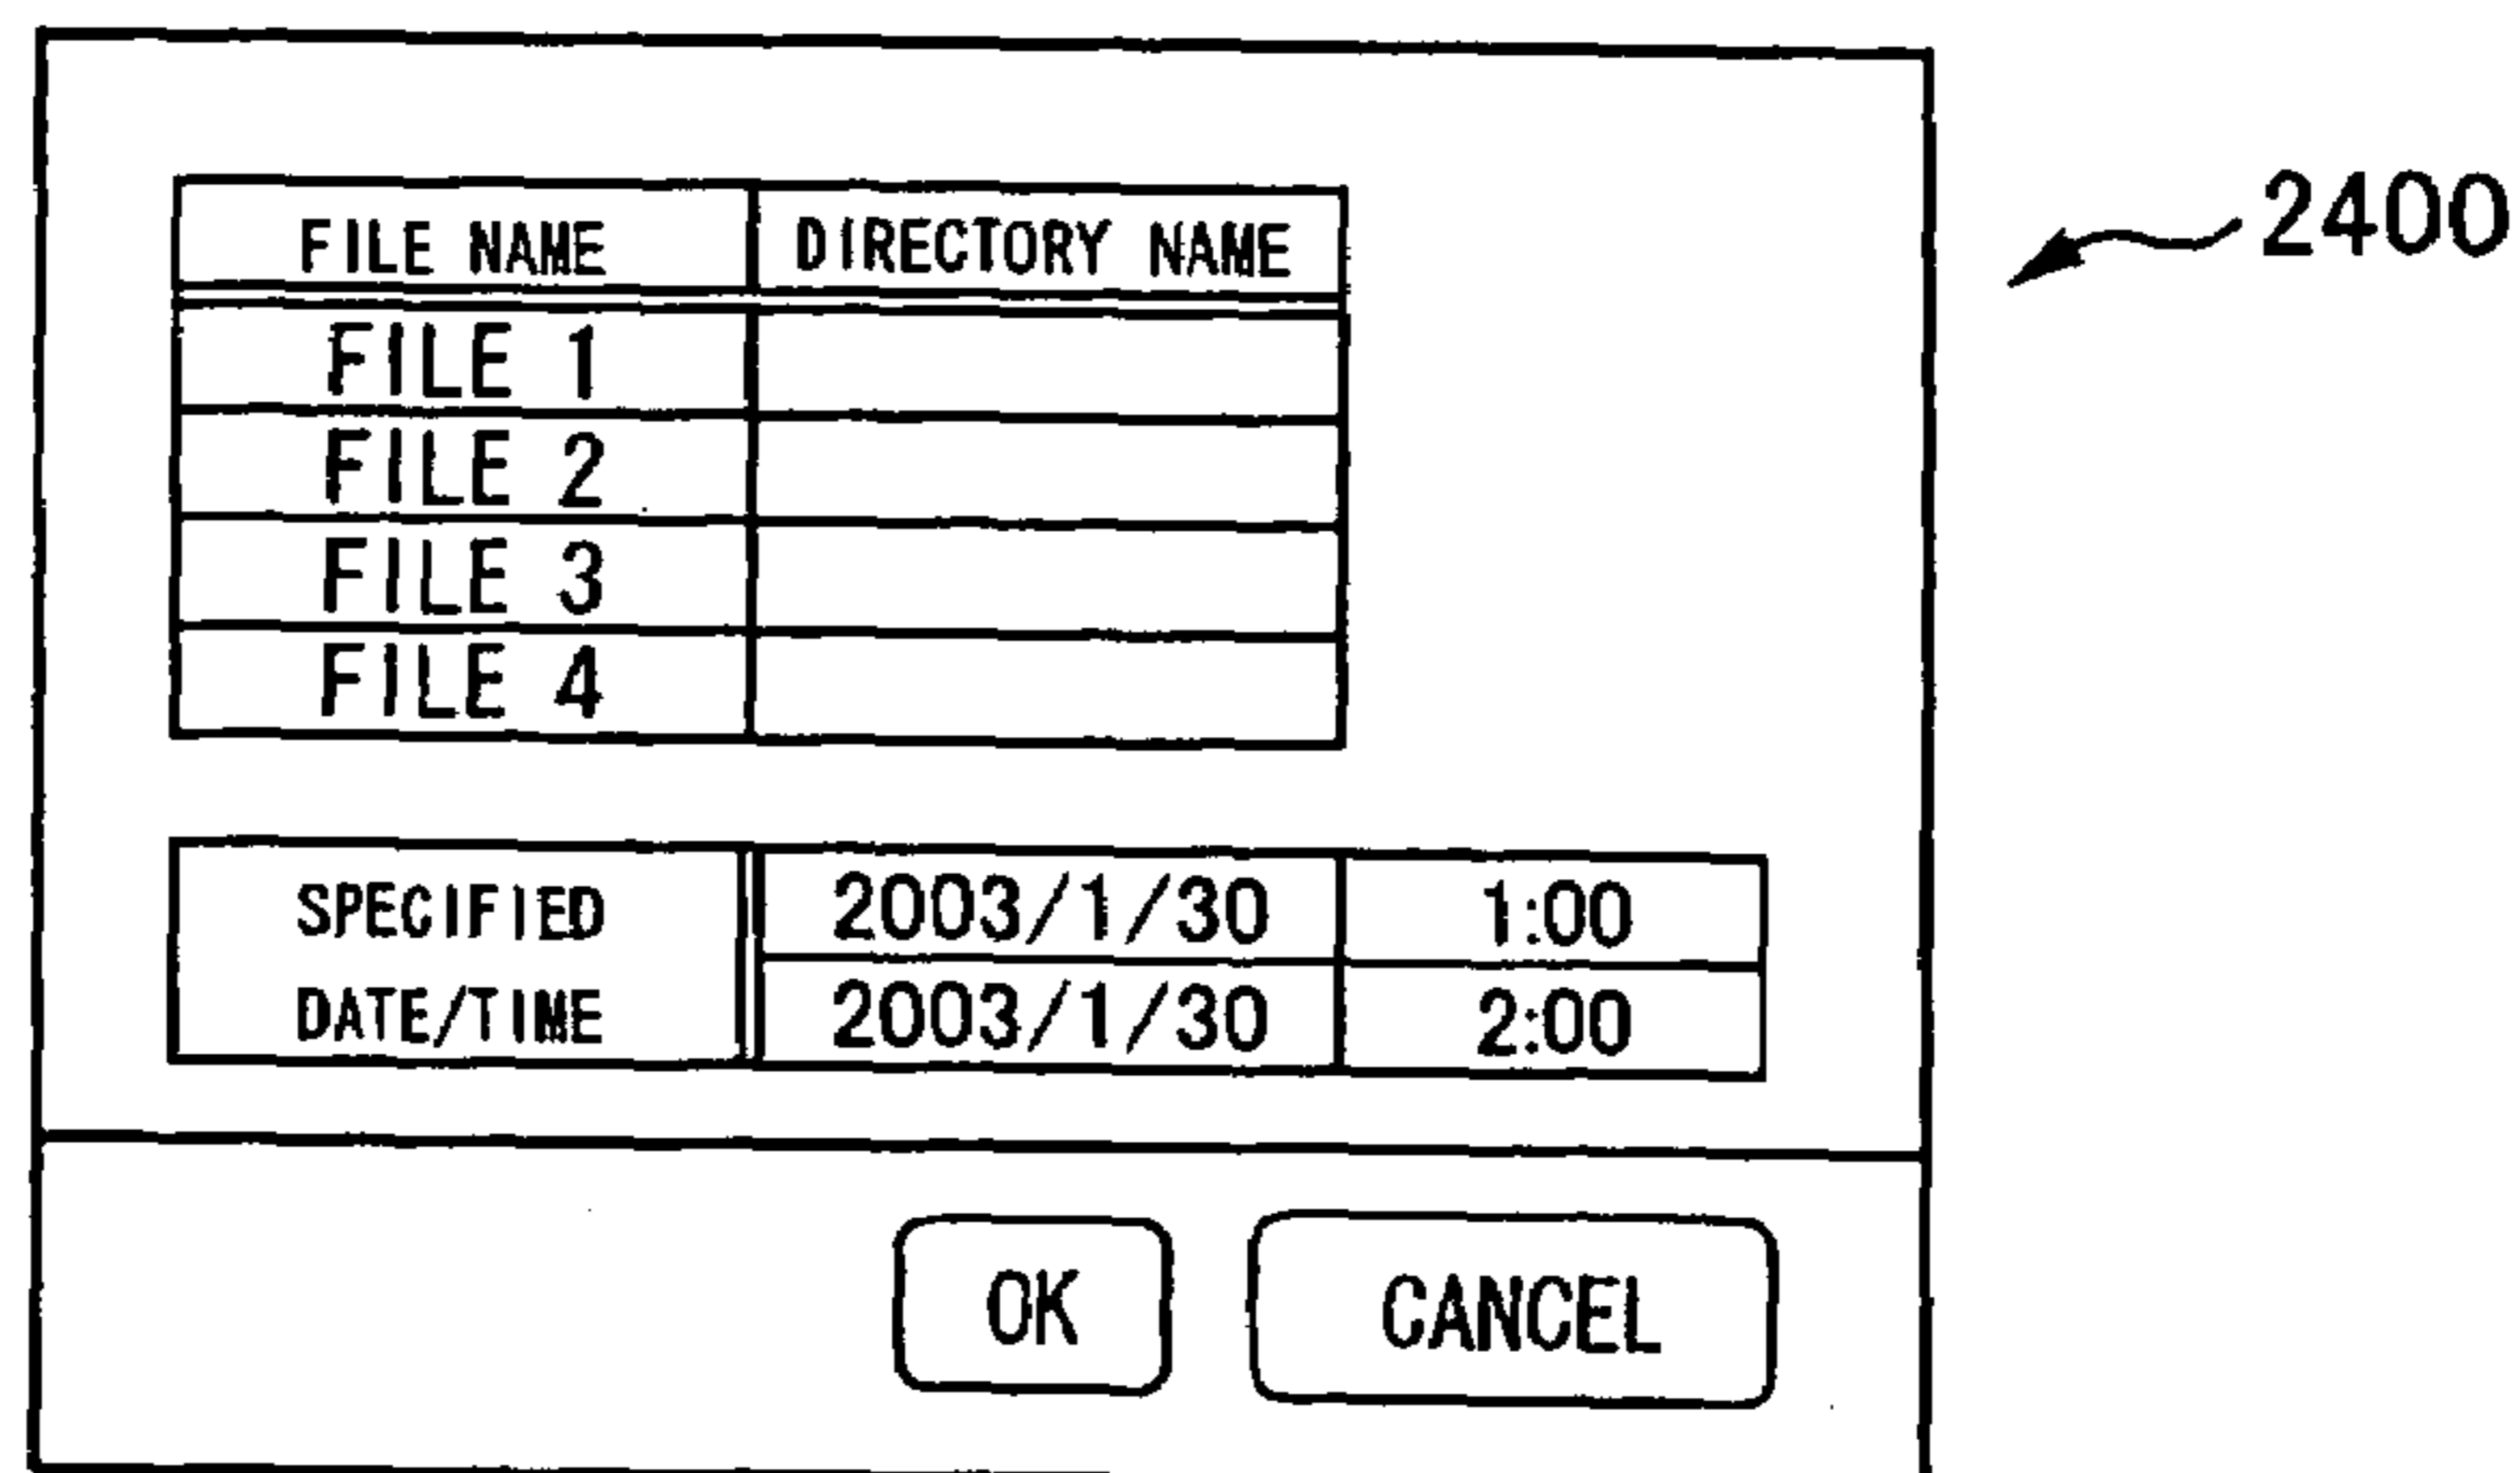 FILE NAME DIRECTORY NAME
2400
FILE 1
FILE 2
FILE 3
FILE 4
SPECIFIED
DATE/TIME
2003/1/30 1:00
2003/1/30 2:00
OK CANCEL